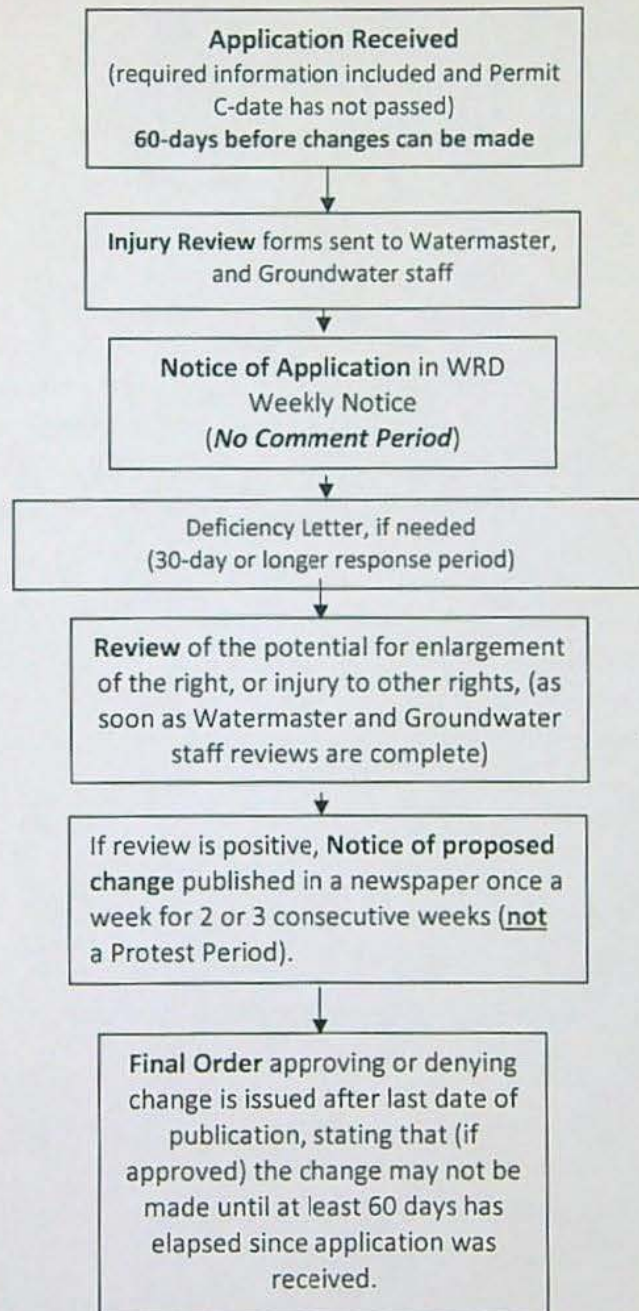 Application Received
(required information included and Permit
C-date has not passed)
60-days before changes can be made
Injury Review forms sent to Watermaster,
and Groundwater staff
Notice of Application in WRD
Weekly Notice
(No Comment Period)
Deficiency Letter, if needed
(30-day or longer response period)
Review of the potential for enlargement
of the right, or injury to other rights, (as
soon as Watermaster and Groundwater
staff reviews are complete)
If review is positive, Notice of proposed
change published in a newspaper once a
week for 2 or 3 consecutive weeks (not
a Protest Period).
Final Order approving or denying
change is issued after last date of
publication, stating that (if
approved) the change may not be
made until at least 60 days has
elapsed since application was
received.